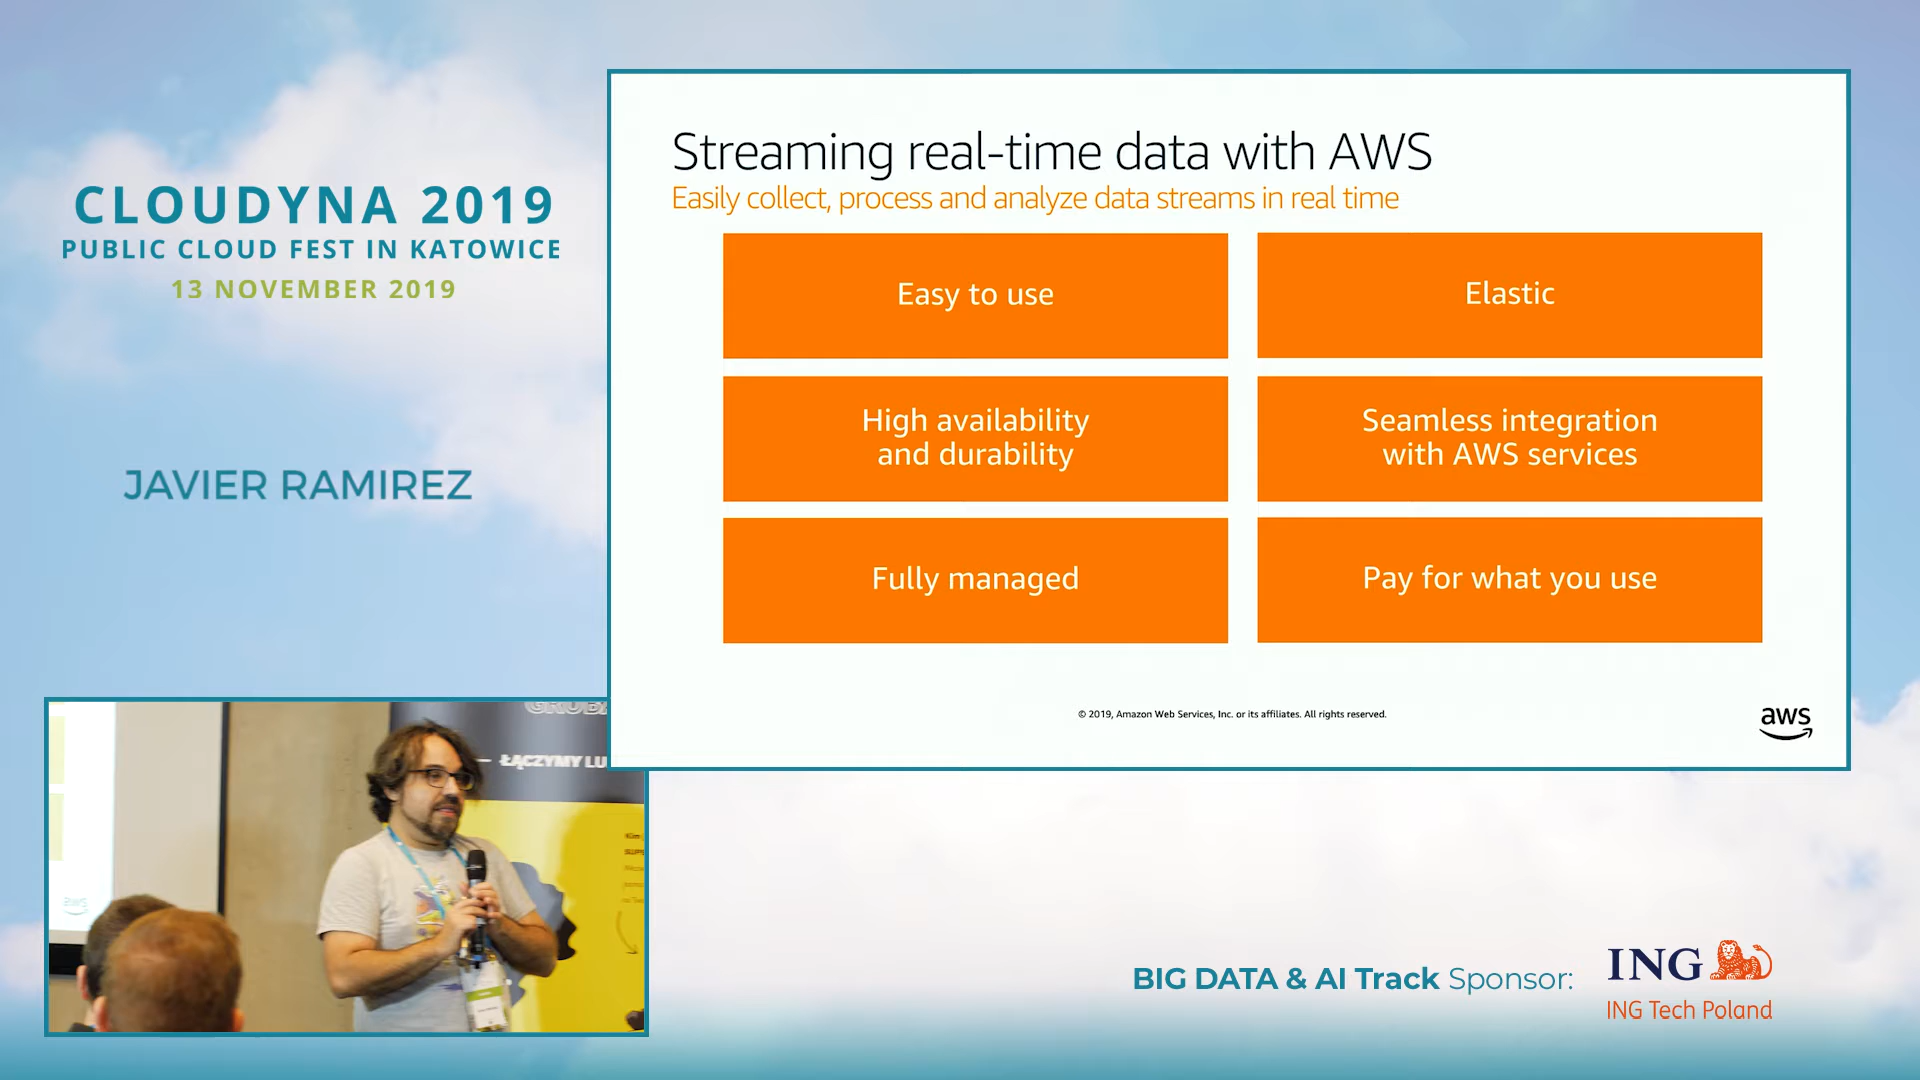 CLOUDYNA 2019
PUBLIC CLOUD FEST IN KATOWICE
13 NOVEMBER 2019
JAVIER RAMIREZ
Streaming real-time data with AWS
Easily collect, process and analyze data streams in real time
Easy to use
Elastic
High availability
and durability
Seamless integration
with AWS services
Fully managed
Pay for what you use
© 2019, Amazon Web Services, Inc. or its affiliates. All rights reserved.
aws
— ŁĄCZYMY LU
aws
BIG DATA & AI Track Sponsor:
ING
ING Tech Poland